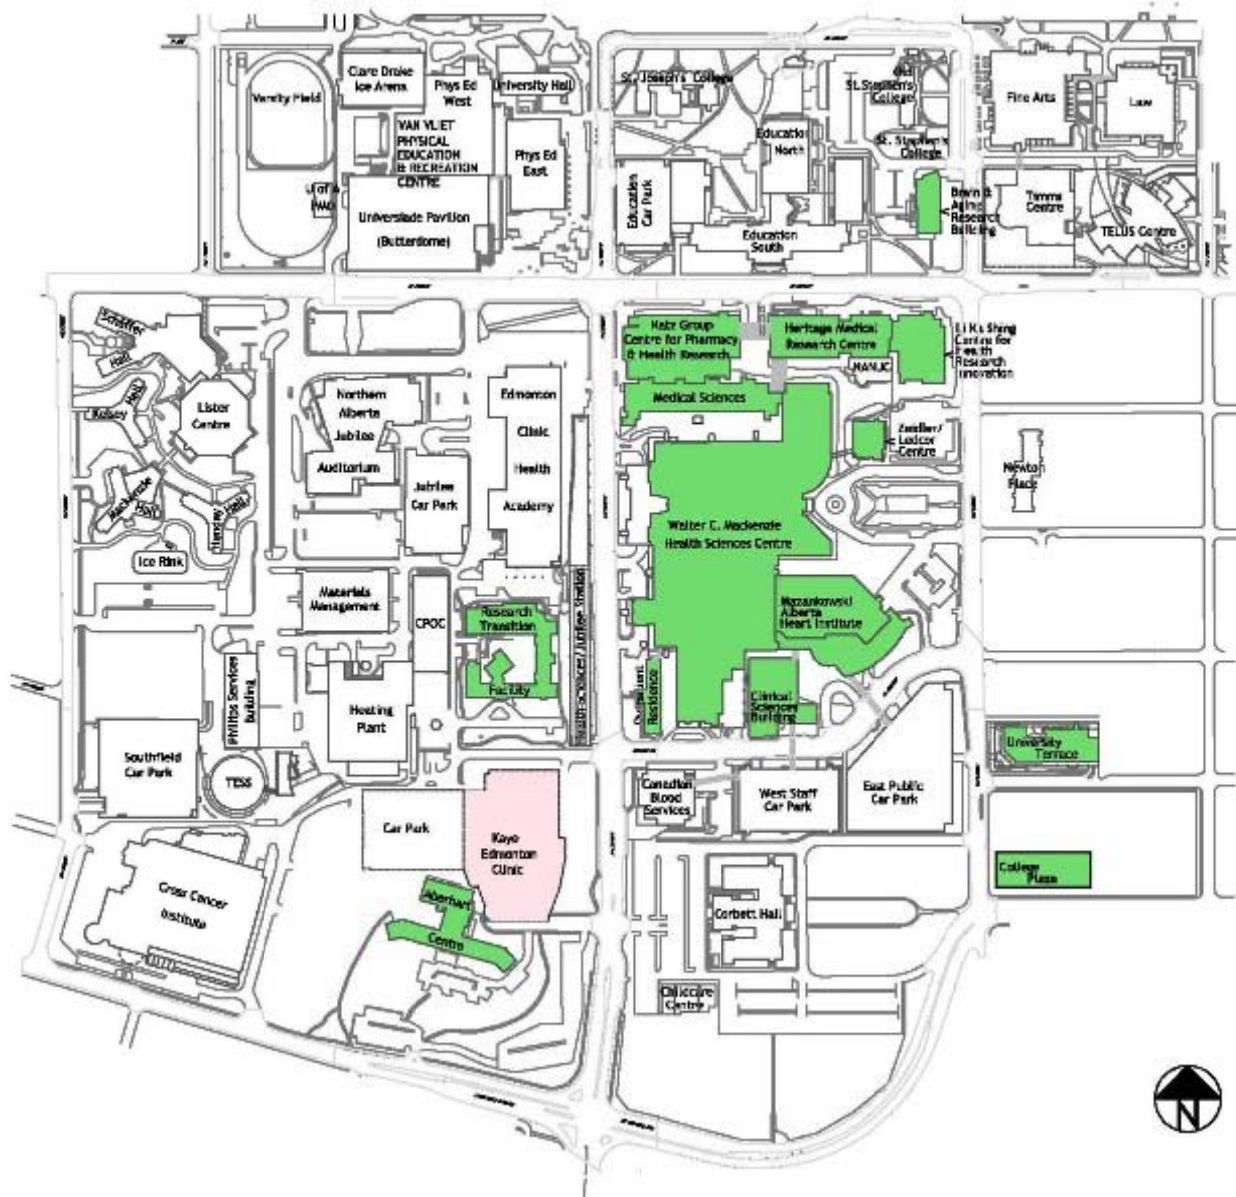 Varsity Field
Clare Drake
Ice Arena
Phys Ed
West
University Hall
VAN VLIET
PHYSICAL
EDUCATION
& RECREATION
CENTRE
Phys Ed
East
U of A
Universiade Pavilion
(Butterdome)
St. Joseph's College
Education
North
Education
Car Park
Education
South
Old
St. Stephen's
College
St. Stephen's
College
Fine Arts
Law
Brain &
Aging
Research
Building
Timms
Centre
TELUS Centre
Schaffer
Hall
Kelsey
Hall
Lister
Centre
Mackenzie
Hall
Henday
Hall
Ice Rink
Northern
Alberta
Jubilee
Auditorium
Jubilee
Car Park
Edmonton
Clinic
Health
Academy
Katz Group
Centre for Pharmacy
& Health Research
Heritage Medical
Research Centre
Li Ka Shing
Centre for
Health
Research
Innovation
Medical Sciences
Zeidler/
Ledcor
Centre
Newton
Place
Walter C. Mackenzie
Health Sciences Centre
Mazankowski
Alberta
Heart Institute
Materials
Management
CPOC
Research
Transition
Facility
Health Sciences/Jubilee Station
Outpatient
Residence
Clinical
Sciences
Building
Phillips Services
Building
Heating
Plant
Southfield
Car Park
TESS
University
Terrace
Canadian
Blood
Services
West Staff
Car Park
East Public
Car Park
Car Park
Kaye
Edmonton
Clinic
College
Plaza
Cross Cancer
Institute
Aberhart
Centre
Corbett Hall
Childcare
Centre
N